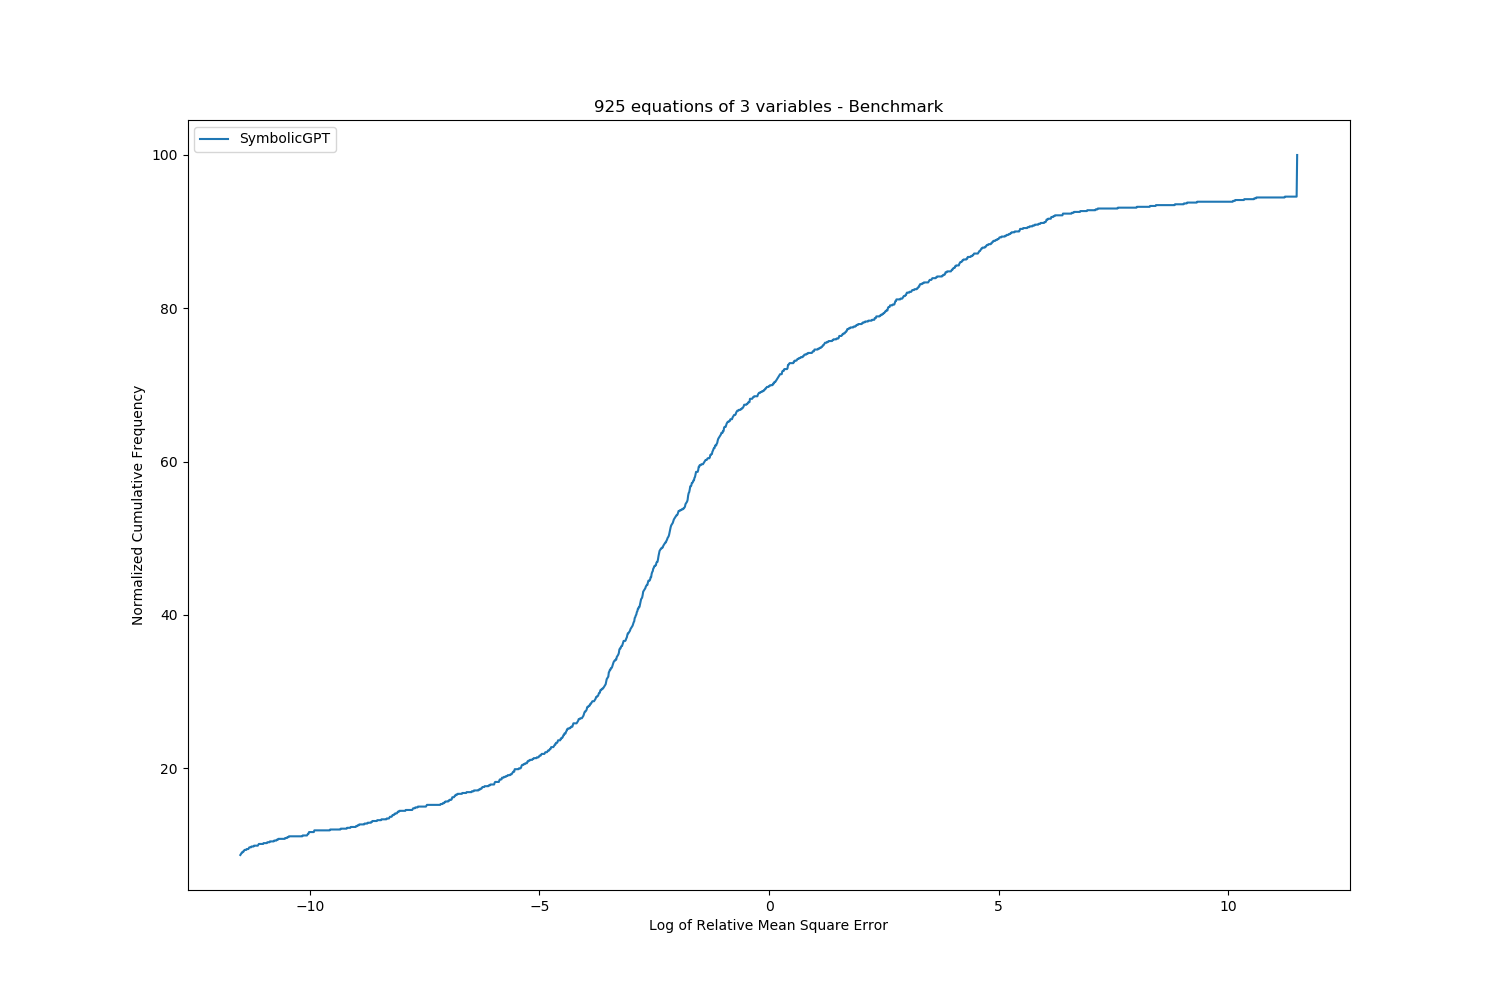 925 equations of 3 variables - Benchmark
SymbolicGPT
100
80
60
40
20
Normalized Cumulative Frequency
−10
−5
0
5
10
Log of Relative Mean Square Error